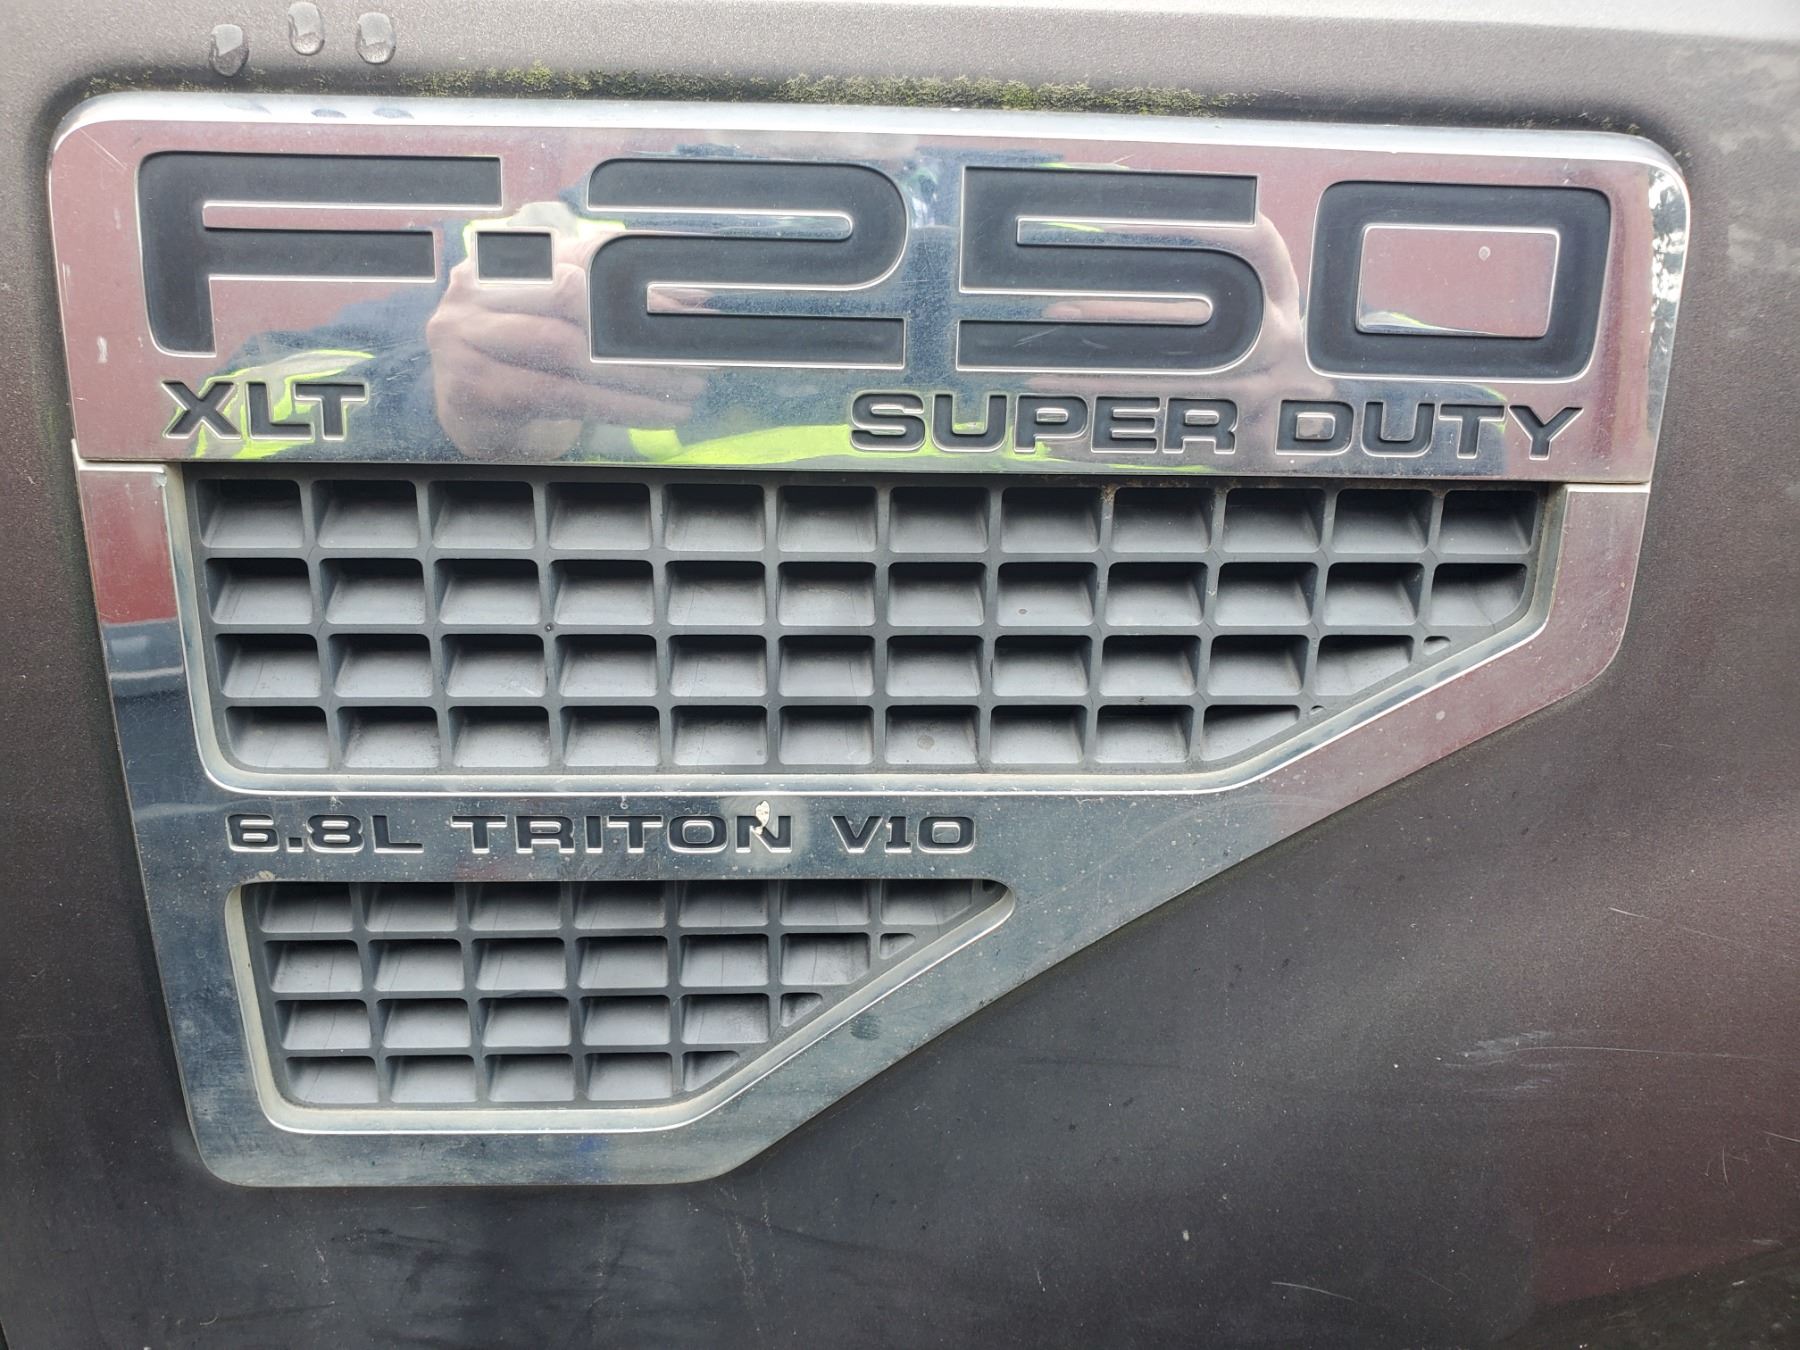 F-250
XLT SUPER DUTY
6.8L TRITON V10